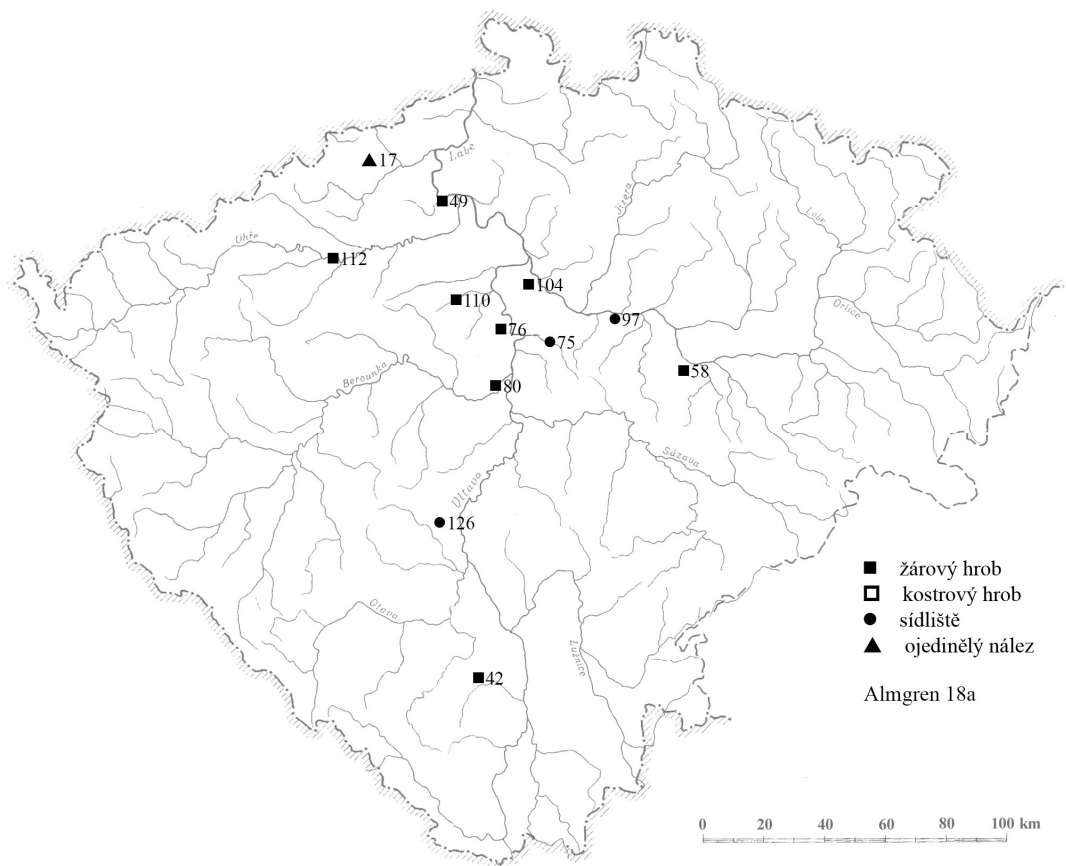 17
Labe
49
Jizera
Labe
Ohře
112
104
110
Orlice
97
76
75
Berounka
58
80
Sázava
Vltava
126
žárový hrob
kostrový hrob
sídliště
Otava
ojedinělý nález
Lužnice
42
Almgren 18a
0 20 40 60 80 100 km